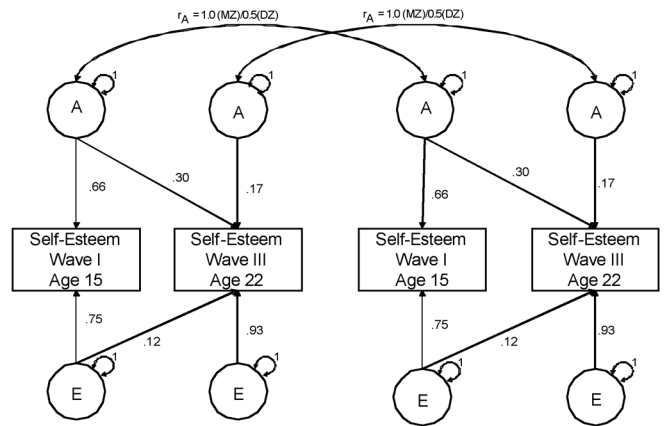 r_A = 1.0 (MZ)/0.5(DZ) r_A = 1.0(MZ)/0.5(DZ)
1 1 1 1
A A A A
.66 .30 .17 .66 .30 .17
Self-Esteem Self-Esteem Self-Esteem Self-Esteem
Wave I Wave III Wave I Wave III
Age 15 Age 22 Age 15 Age 22
.75 .12 .93 .75 .12 .93
1 1 1 1
E E E E